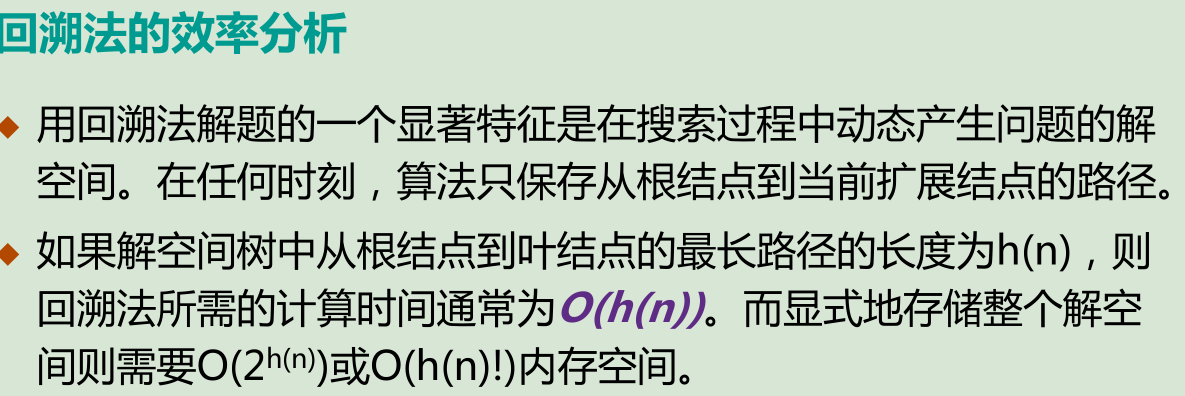 回溯法的效率分析
用回溯法解题的一个显著特征是在搜索过程中动态产生问题的解
空间。在任何时刻，算法只保存从根结点到当前扩展结点的路径。
如果解空间树中从根结点到叶结点的最长路径的长度为h(n)，则
回溯法所需的计算时间通常为O(h(n))。而显式地存储整个解空
间则需要O(2^h(n))或O(h(n)!)内存空间。